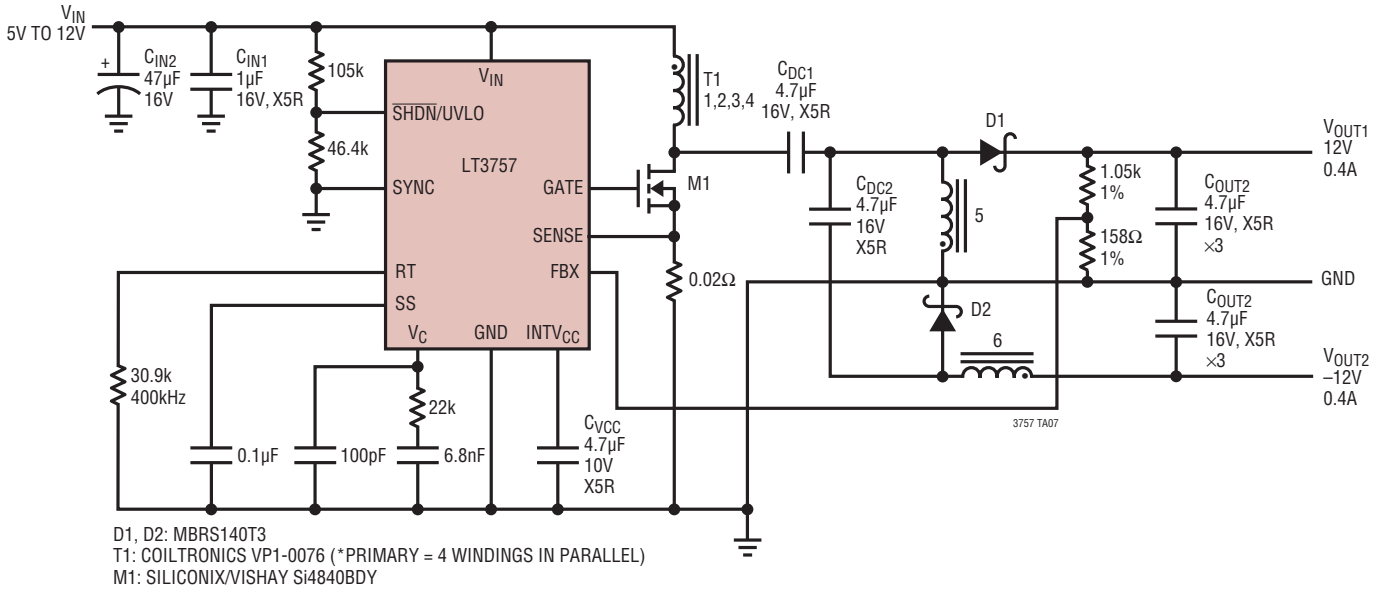 VIN
5V TO 12V
+
CIN2
47µF
16V
CIN1
1µF
16V, X5R
105k
46.4k
VIN
SHDN/UVLO
LT3757
SYNC
GATE
SENSE
RT
FBX
SS
VC
GND
INTVCC
T1
1,2,3,4
M1
0.02Ω
CDC1
4.7µF
16V, X5R
CDC2
4.7µF
16V
X5R
D1
5
D2
6
1.05k
1%
158Ω
1%
COUT2
4.7µF
16V, X5R
×3
COUT2
4.7µF
16V, X5R
×3
VOUT1
12V
0.4A
GND
VOUT2
–12V
0.4A
30.9k
400kHz
0.1µF
100pF
22k
6.8nF
CVCC
4.7µF
10V
X5R
3757 TA07
D1, D2: MBRS140T3
T1: COILTRONICS VP1-0076 (*PRIMARY = 4 WINDINGS IN PARALLEL)
M1: SILICONIX/VISHAY Si4840BDY